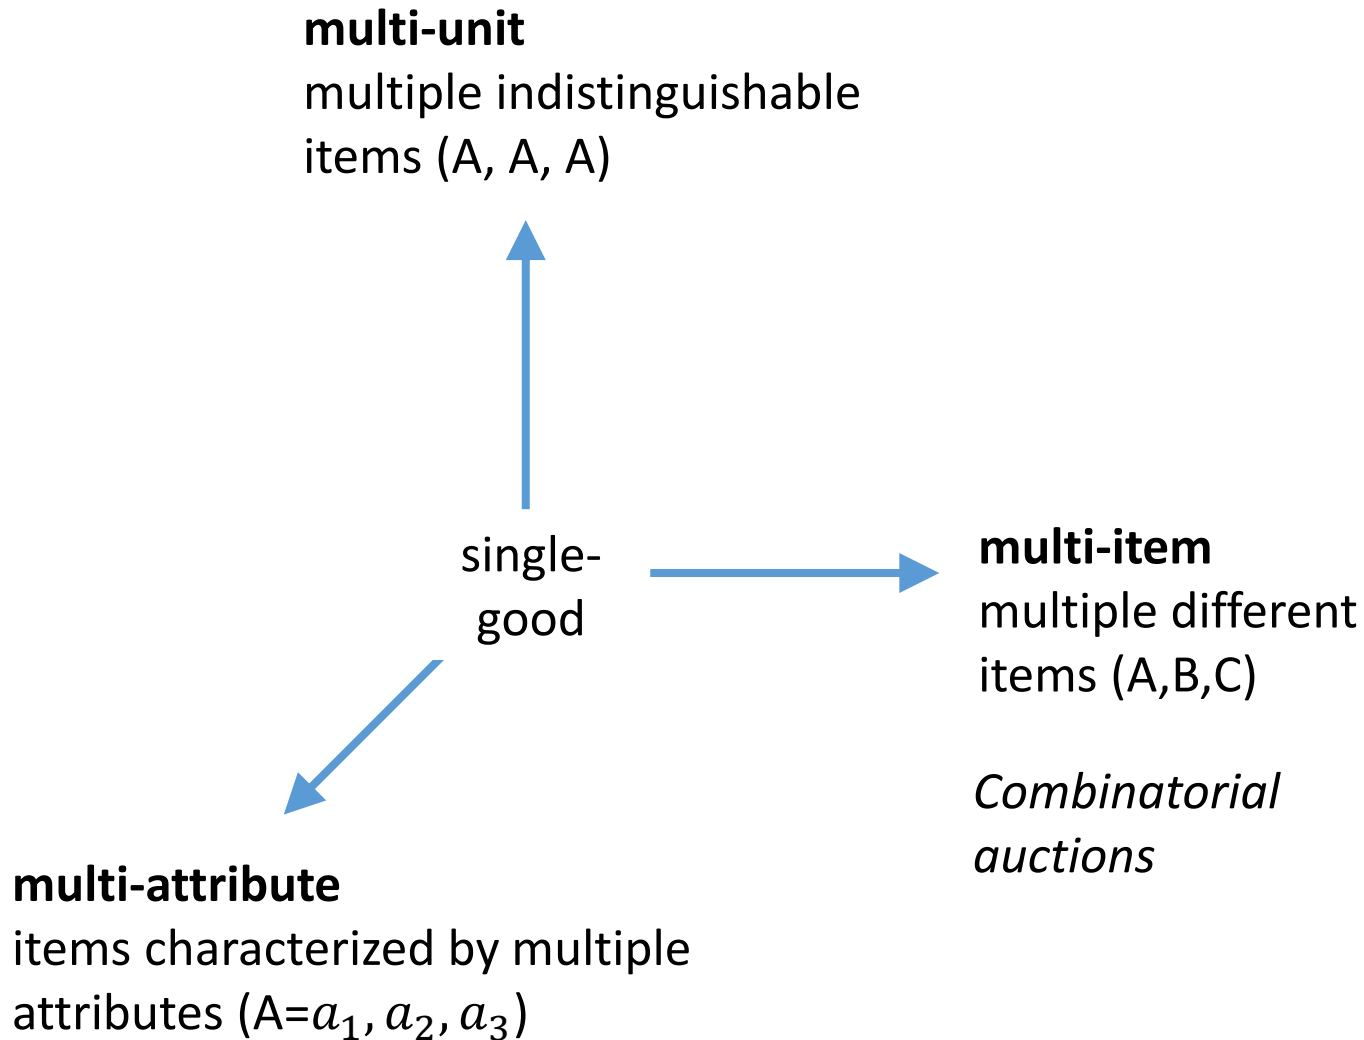 multi-unit
multiple indistinguishable
items (A, A, A)
single-
good
multi-item
multiple different
items (A,B,C)
Combinatorial
auctions
multi-attribute
items characterized by multiple
attributes (A=𝑎₁, 𝑎₂, 𝑎₃)